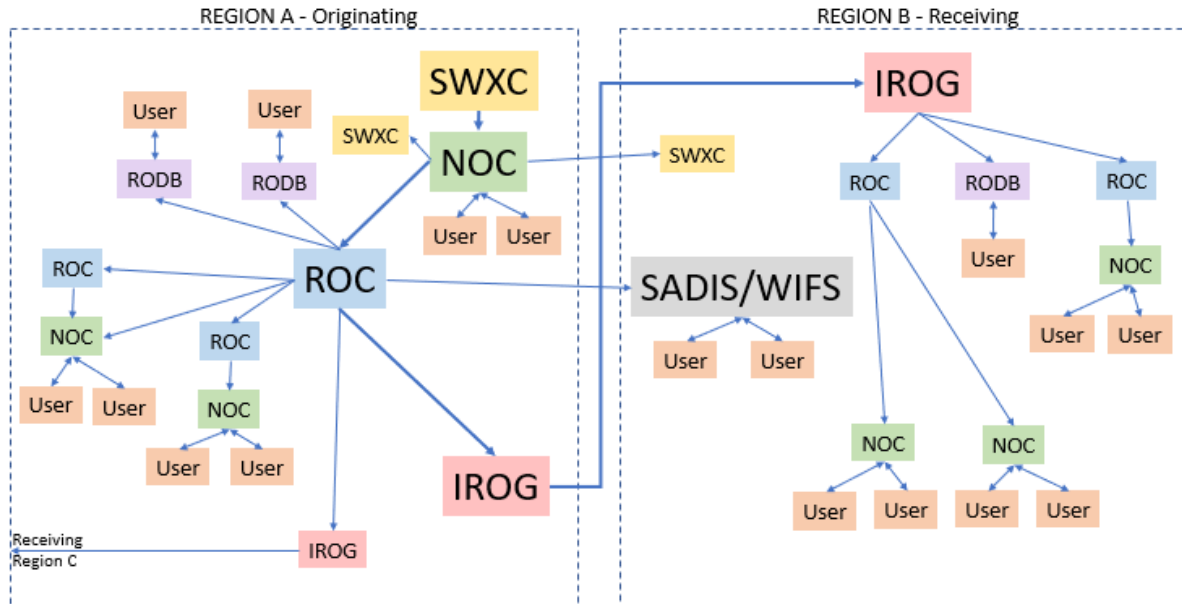 REGION A - Originating
REGION B - Receiving
SWXC
User
User
SWXC
NOC
RODB
RODB
User
User
ROC
ROC
NOC
ROC
User
User
NOC
User
User
IROG
IROG
Receiving
Region C
IROG
SWXC
ROC
RODB
ROC
User
NOC
SADIS/WIFS
User
User
User
User
NOC
NOC
User
User
User
User